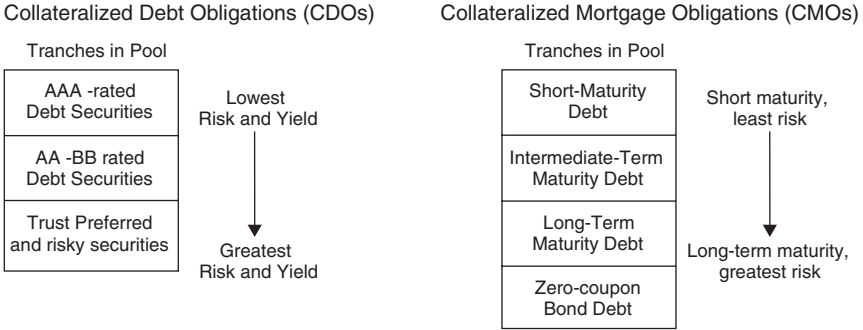 Collateralized Debt Obligations (CDOs)
Tranches in Pool
AAA -rated
Debt Securities
AA -BB rated
Debt Securities
Trust Preferred
and risky securities
Lowest
Risk and Yield
Greatest
Risk and Yield
Collateralized Mortgage Obligations (CMOs)
Tranches in Pool
Short-Maturity
Debt
Intermediate-Term
Maturity Debt
Long-Term
Maturity Debt
Zero-coupon
Bond Debt
Short maturity,
least risk
Long-term maturity,
greatest risk